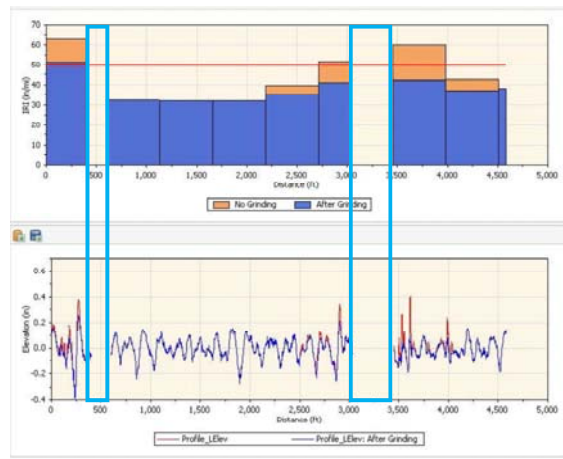 70
60
50
40
30
20
10
0
IRI (in/mi)
0 500 1,000 1,500 2,000 2,500 3,000 3,500 4,000 4,500 5,000
Distance (ft)
No Grinding After Grinding
0.6
0.4
0.2
0.0
-0.2
-0.4
Elevation (in)
0 500 1,000 1,500 2,000 2,500 3,000 3,500 4,000 4,500 5,000
Distance (ft)
Profile_LElev Profile_LElev: After Grinding